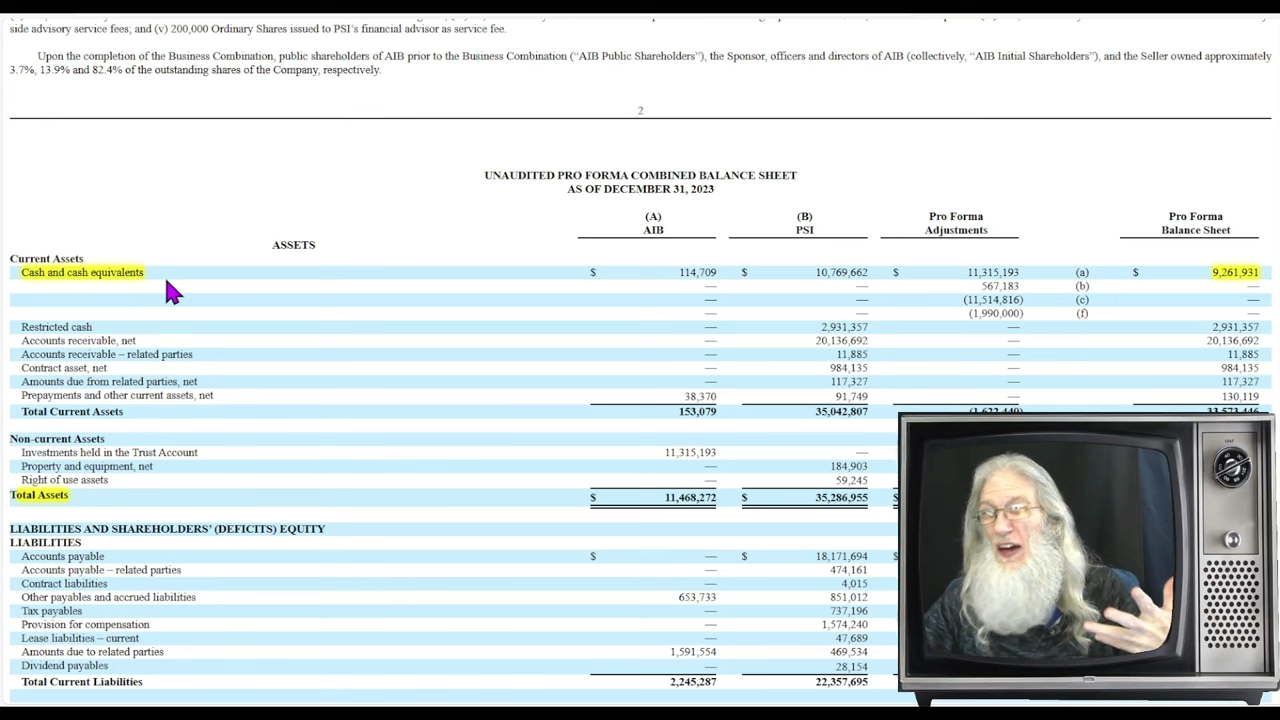 side advisory service fees; and (v) 200,000 Ordinary Shares issued to PSI's financial advisor as service fee.
Upon the completion of the Business Combination, public shareholders of AIB prior to the Business Combination ("AIB Public Shareholders"), the Sponsor, officers and directors of AIB (collectively, "AIB Initial Shareholders"), and the Seller owned approximately
3.7%, 13.9% and 82.4% of the outstanding shares of the Company, respectively.
2
UNAUDITED PRO FORMA COMBINED BALANCE SHEET
AS OF DECEMBER 31, 2023
(A) (B) Pro Forma Pro Forma
AIB PSI Adjustments Balance Sheet
ASSETS
Current Assets
Cash and cash equivalents $ 114,709 $ 10,769,662 $ 11,315,193 (a) $ 9,261,931
— — 567,183 (b) —
— — (11,514,816) (c) —
— — (1,990,000) (f) —
Restricted cash — 2,931,357 — 2,931,357
Accounts receivable, net — 20,136,692 — 20,136,692
Accounts receivable – related parties — 11,885 — 11,885
Contract asset, net — 984,135 — 984,135
Amounts due from related parties, net — 117,327 — 117,327
Prepayments and other current assets, net 38,370 91,749 — 130,119
Total Current Assets 153,079 35,042,807 (1,622,440) 33,573,446
Non-current Assets
Investments held in the Trust Account 11,315,193 —
Property and equipment, net — 184,903
Right of use assets — 59,245
Total Assets $ 11,468,272 $ 35,286,955 $
LIABILITIES AND SHAREHOLDERS' (DEFICITS) EQUITY
LIABILITIES
Accounts payable $ — $ 18,171,694 $
Accounts payable – related parties — 474,161
Contract liabilities — 4,015
Other payables and accrued liabilities 653,733 851,012
Tax payables — 737,196
Provision for compensation — 1,574,240
Lease liabilities – current — 47,689
Amounts due to related parties 1,591,554 469,534
Dividend payables — 28,154
Total Current Liabilities 2,245,287 22,357,695